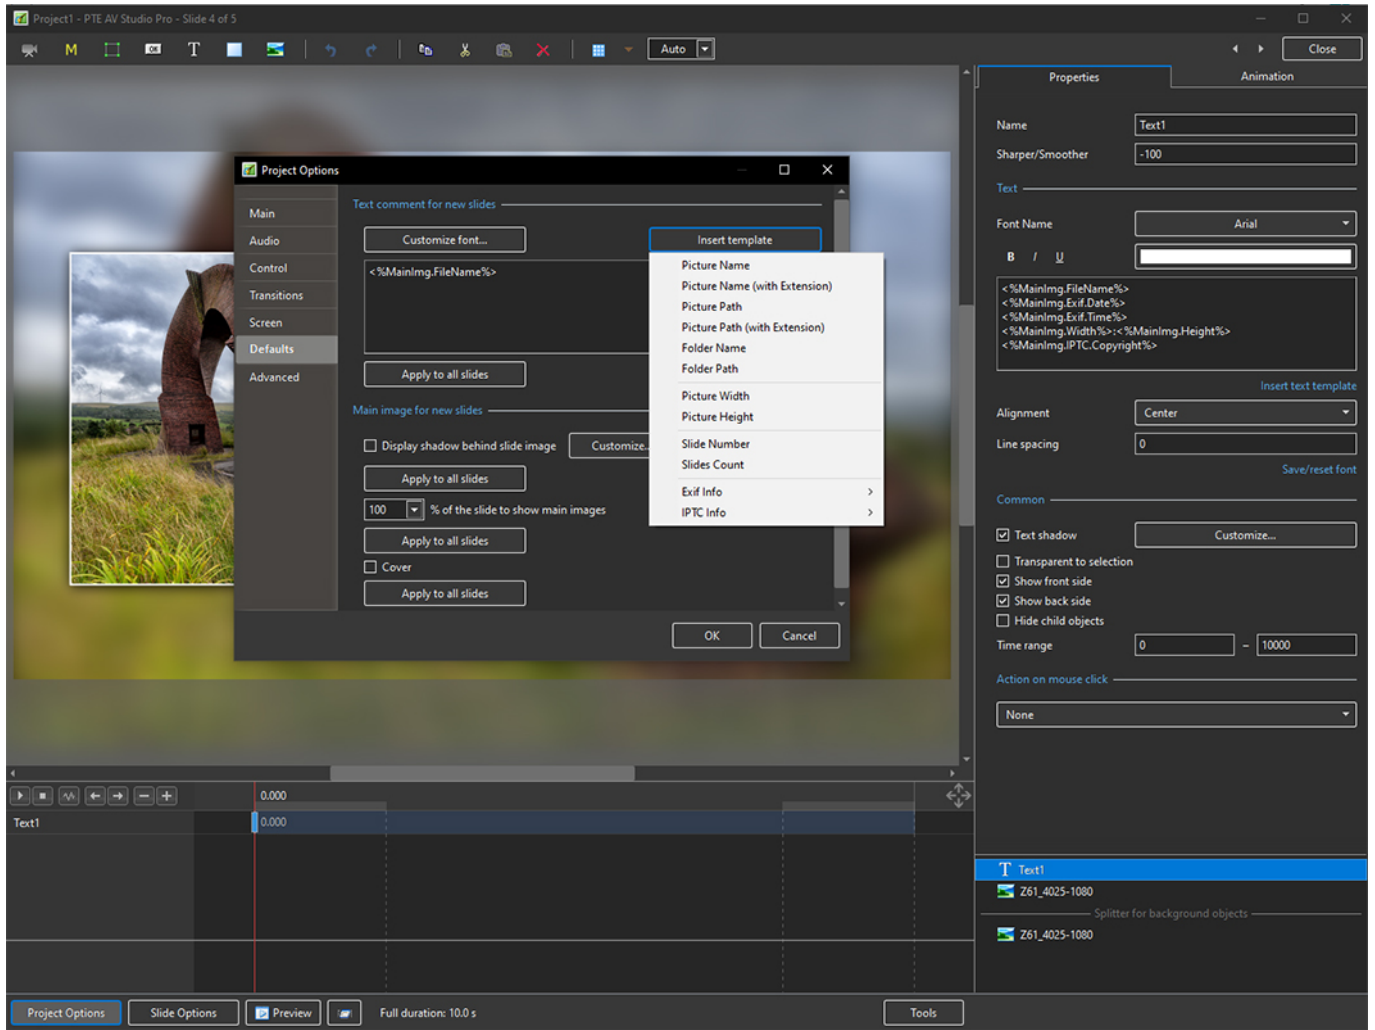 Project1 - PTE AV Studio Pro - Slide 4 of 5
M
OK
T
Auto
Close
Properties
Animation
Name
Text1
Sharper/Smoother
-100
Text
Font Name
Arial
B I U
<%MainImg.FileName%>
<%MainImg.Exif.Date%>
<%MainImg.Exif.Time%>
<%MainImg.Width%>:<%MainImg.Height%>
<%MainImg.IPTC.Copyright%>
Insert text template
Alignment
Center
Line spacing
0
Save/reset font
Common
Text shadow
Customize...
Transparent to selection
Show front side
Show back side
Hide child objects
Time range
0
–
10000
Action on mouse click
None
Project Options
Main
Audio
Control
Transitions
Screen
Defaults
Advanced
Text comment for new slides
Customize font...
Insert template
<%MainImg.FileName%>
Apply to all slides
Main image for new slides
Display shadow behind slide image
Customize..
Apply to all slides
100
% of the slide to show main images
Apply to all slides
Cover
Apply to all slides
OK
Cancel
Picture Name
Picture Name (with Extension)
Picture Path
Picture Path (with Extension)
Folder Name
Folder Path
Picture Width
Picture Height
Slide Number
Slides Count
Exif Info
IPTC Info
0.000
Text1
0.000
T Text1
Z61_4025-1080
Splitter for background objects
Z61_4025-1080
Project Options
Slide Options
Preview
Full duration: 10.0 s
Tools